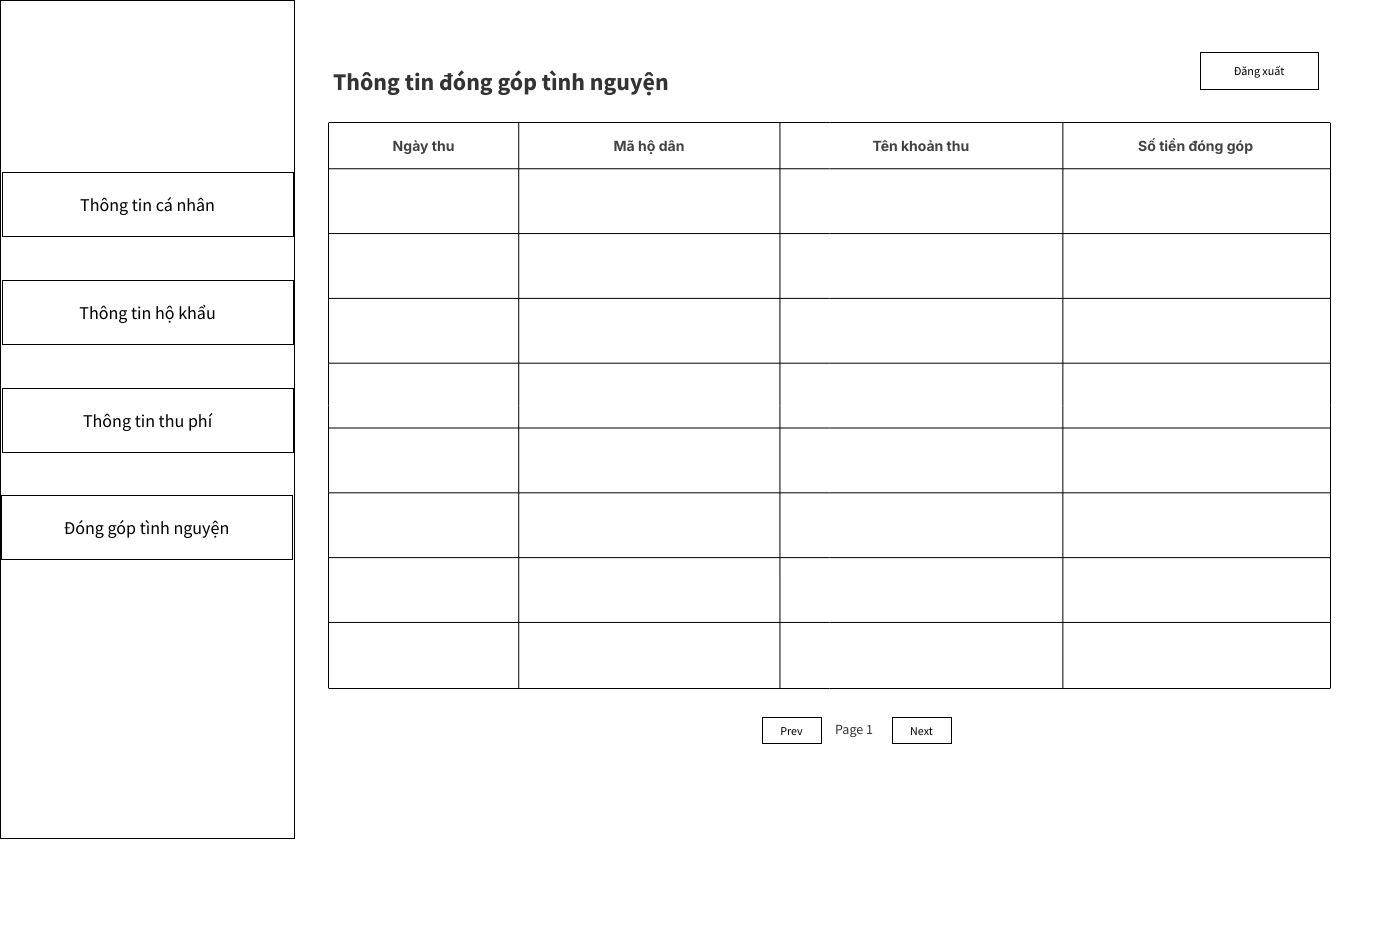 Thông tin cá nhân
Thông tin hộ khẩu
Thông tin thu phí
Đóng góp tình nguyện
Thông tin đóng góp tình nguyện
Đăng xuất
Ngày thu
Mã hộ dân
Tên khoản thu
Số tiền đóng góp
Prev
Page 1
Next